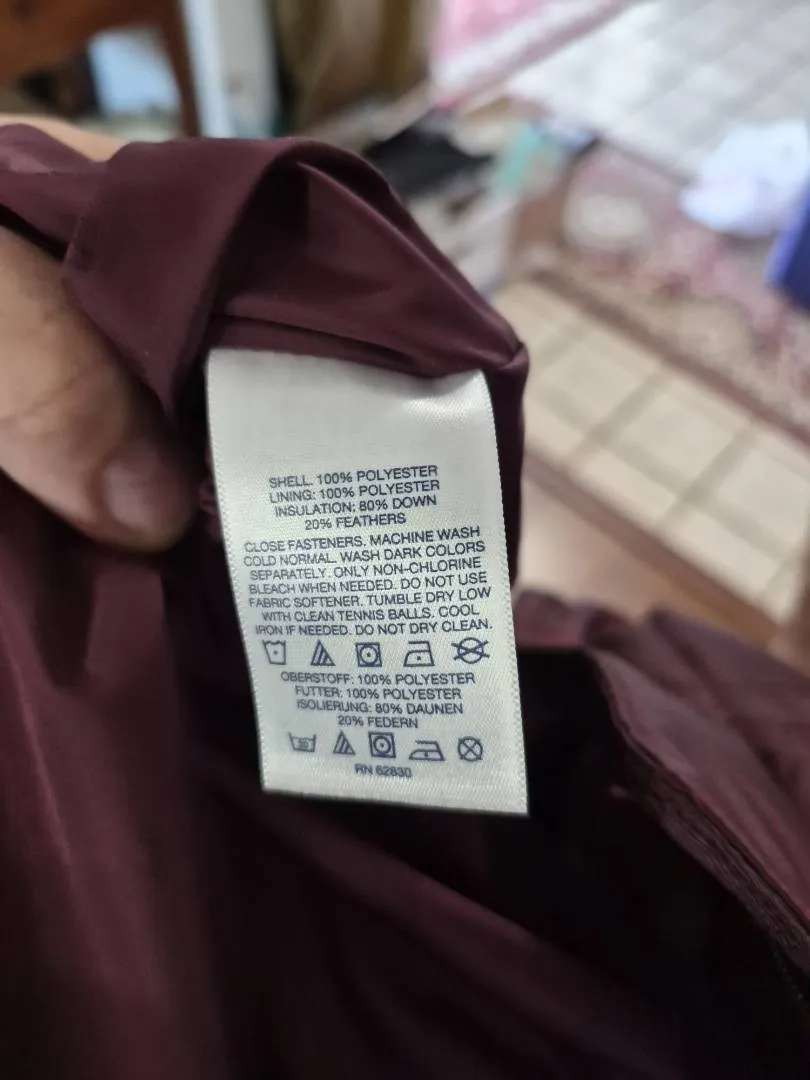 SHELL. 100% POLYESTER
LINING: 100% POLYESTER
INSULATION: 80% DOWN
20% FEATHERS
CLOSE FASTENERS. MACHINE WASH
COLD NORMAL. WASH DARK COLORS
SEPARATELY. ONLY NON-CHLORINE
BLEACH WHEN NEEDED. DO NOT USE
FABRIC SOFTENER. TUMBLE DRY LOW
WITH CLEAN TENNIS BALLS. COOL
IRON IF NEEDED. DO NOT DRY CLEAN.
OBERSTOFF: 100% POLYESTER
FUTTER: 100% POLYESTER
ISOLIERUNG: 80% DAUNEN
20% FEDERN
30
RN 62830